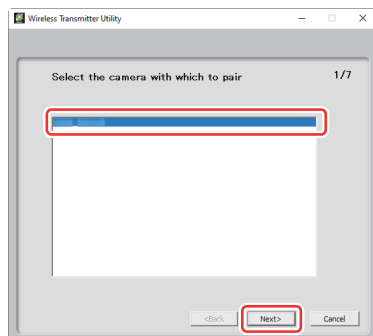 Wireless Transmitter Utility
Select the camera with which to pair 1/7
<Back Next> Cancel